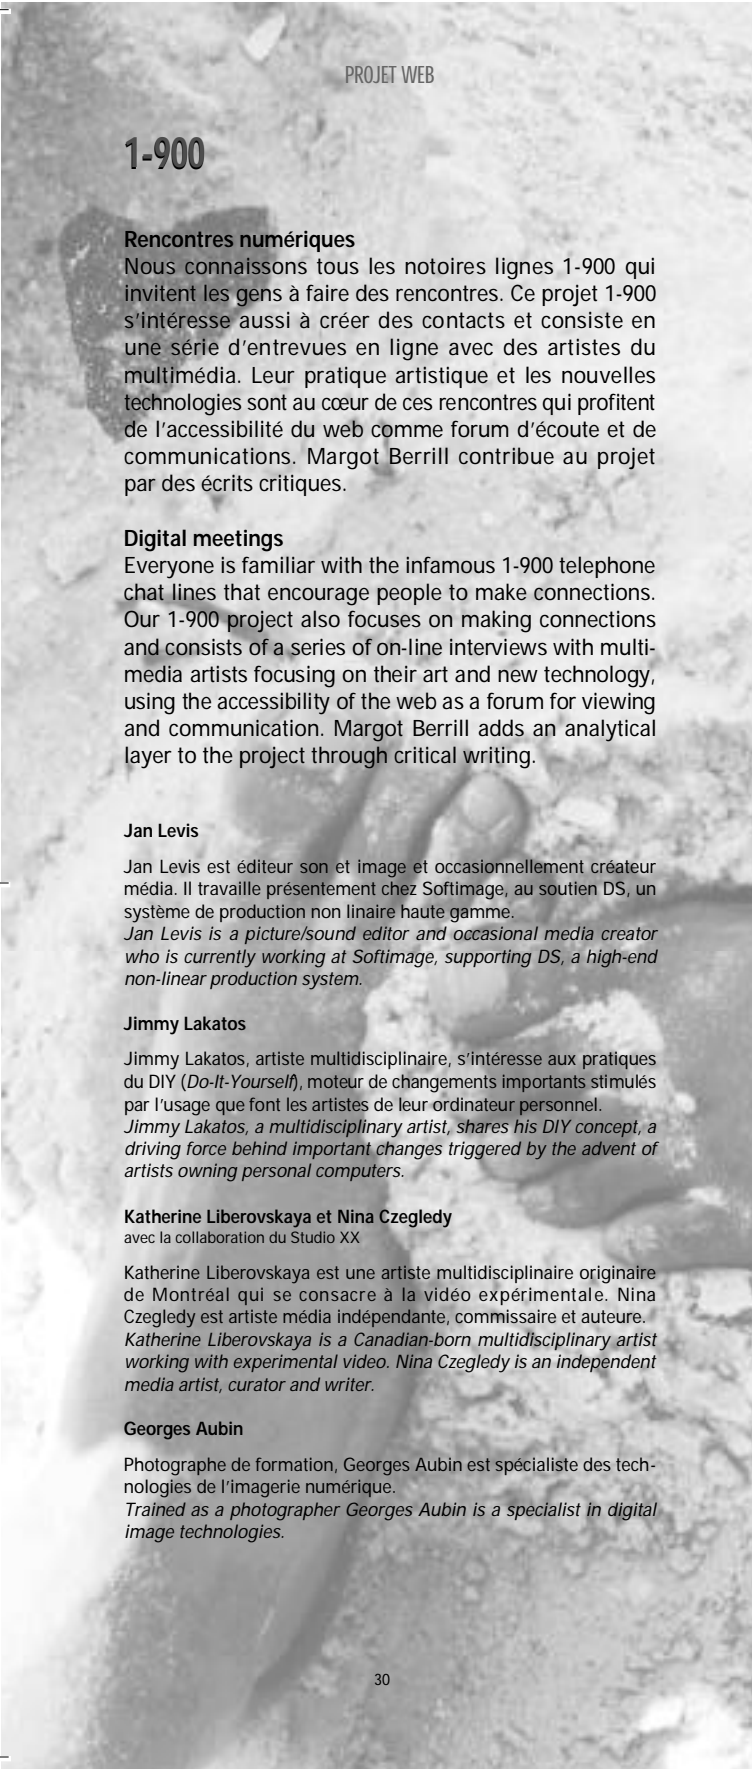 PROJET WEB
1-900
Rencontres numériques
Nous connaissons tous les notoires lignes 1-900 qui
invitent les gens à faire des rencontres. Ce projet 1-900
s'intéresse aussi à créer des contacts et consiste en
une série d'entrevues en ligne avec des artistes du
multimédia. Leur pratique artistique et les nouvelles
technologies sont au cœur de ces rencontres qui profitent
de l'accessibilité du web comme forum d'écoute et de
communications. Margot Berrill contribue au projet
par des écrits critiques.
Digital meetings
Everyone is familiar with the infamous 1-900 telephone
chat lines that encourage people to make connections.
Our 1-900 project also focuses on making connections
and consists of a series of on-line interviews with multi-
media artists focusing on their art and new technology,
using the accessibility of the web as a forum for viewing
and communication. Margot Berrill adds an analytical
layer to the project through critical writing.
Jan Levis
Jan Levis est éditeur son et image et occasionnellement créateur
média. Il travaille présentement chez Softimage, au soutien DS, un
système de production non linaire haute gamme.
Jan Levis is a picture/sound editor and occasional media creator
who is currently working at Softimage, supporting DS, a high-end
non-linear production system.
Jimmy Lakatos
Jimmy Lakatos, artiste multidisciplinaire, s'intéresse aux pratiques
du DIY (Do-It-Yourself), moteur de changements importants stimulés
par l'usage que font les artistes de leur ordinateur personnel.
Jimmy Lakatos, a multidisciplinary artist, shares his DIY concept, a
driving force behind important changes triggered by the advent of
artists owning personal computers.
Katherine Liberovskaya et Nina Czegledy
avec la collaboration du Studio XX
Katherine Liberovskaya est une artiste multidisciplinaire originaire
de Montréal qui se consacre à la vidéo expérimentale. Nina
Czegledy est artiste média indépendante, commissaire et auteure.
Katherine Liberovskaya is a Canadian-born multidisciplinary artist
working with experimental video. Nina Czegledy is an independent
media artist, curator and writer.
Georges Aubin
Photographe de formation, Georges Aubin est spécialiste des tech-
nologies de l'imagerie numérique.
Trained as a photographer Georges Aubin is a specialist in digital
image technologies.
30